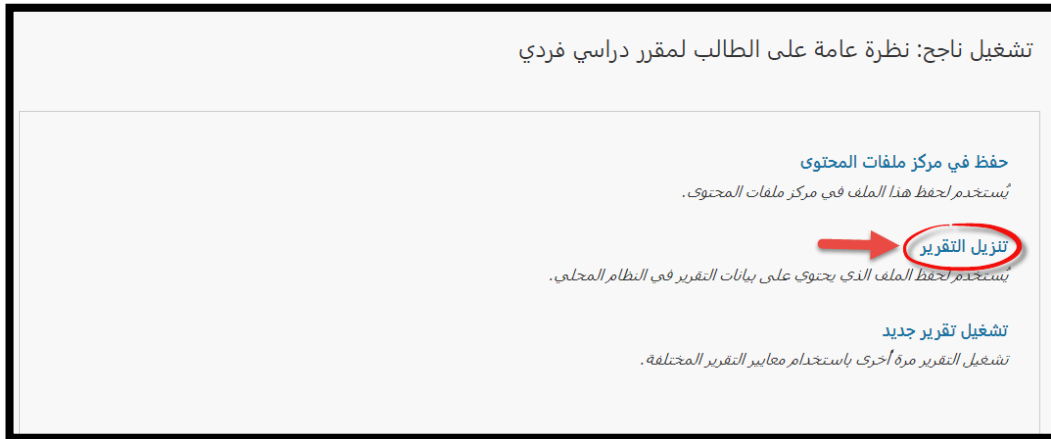 تشغيل ناجح: نظرة عامة على الطالب لمقرر دراسي فردي
حفظ في مركز ملفات المحتوى
يُستخدم لحفظ هذا الملف في مركز ملفات المحتوى.
تنزيل التقرير
يُستخدم لحفظ الملف الذي يحتوي على بيانات التقرير في النظام المحلي.
تشغيل تقرير جديد
تشغيل التقرير مرة أخرى باستخدام معايير التقرير المختلفة.